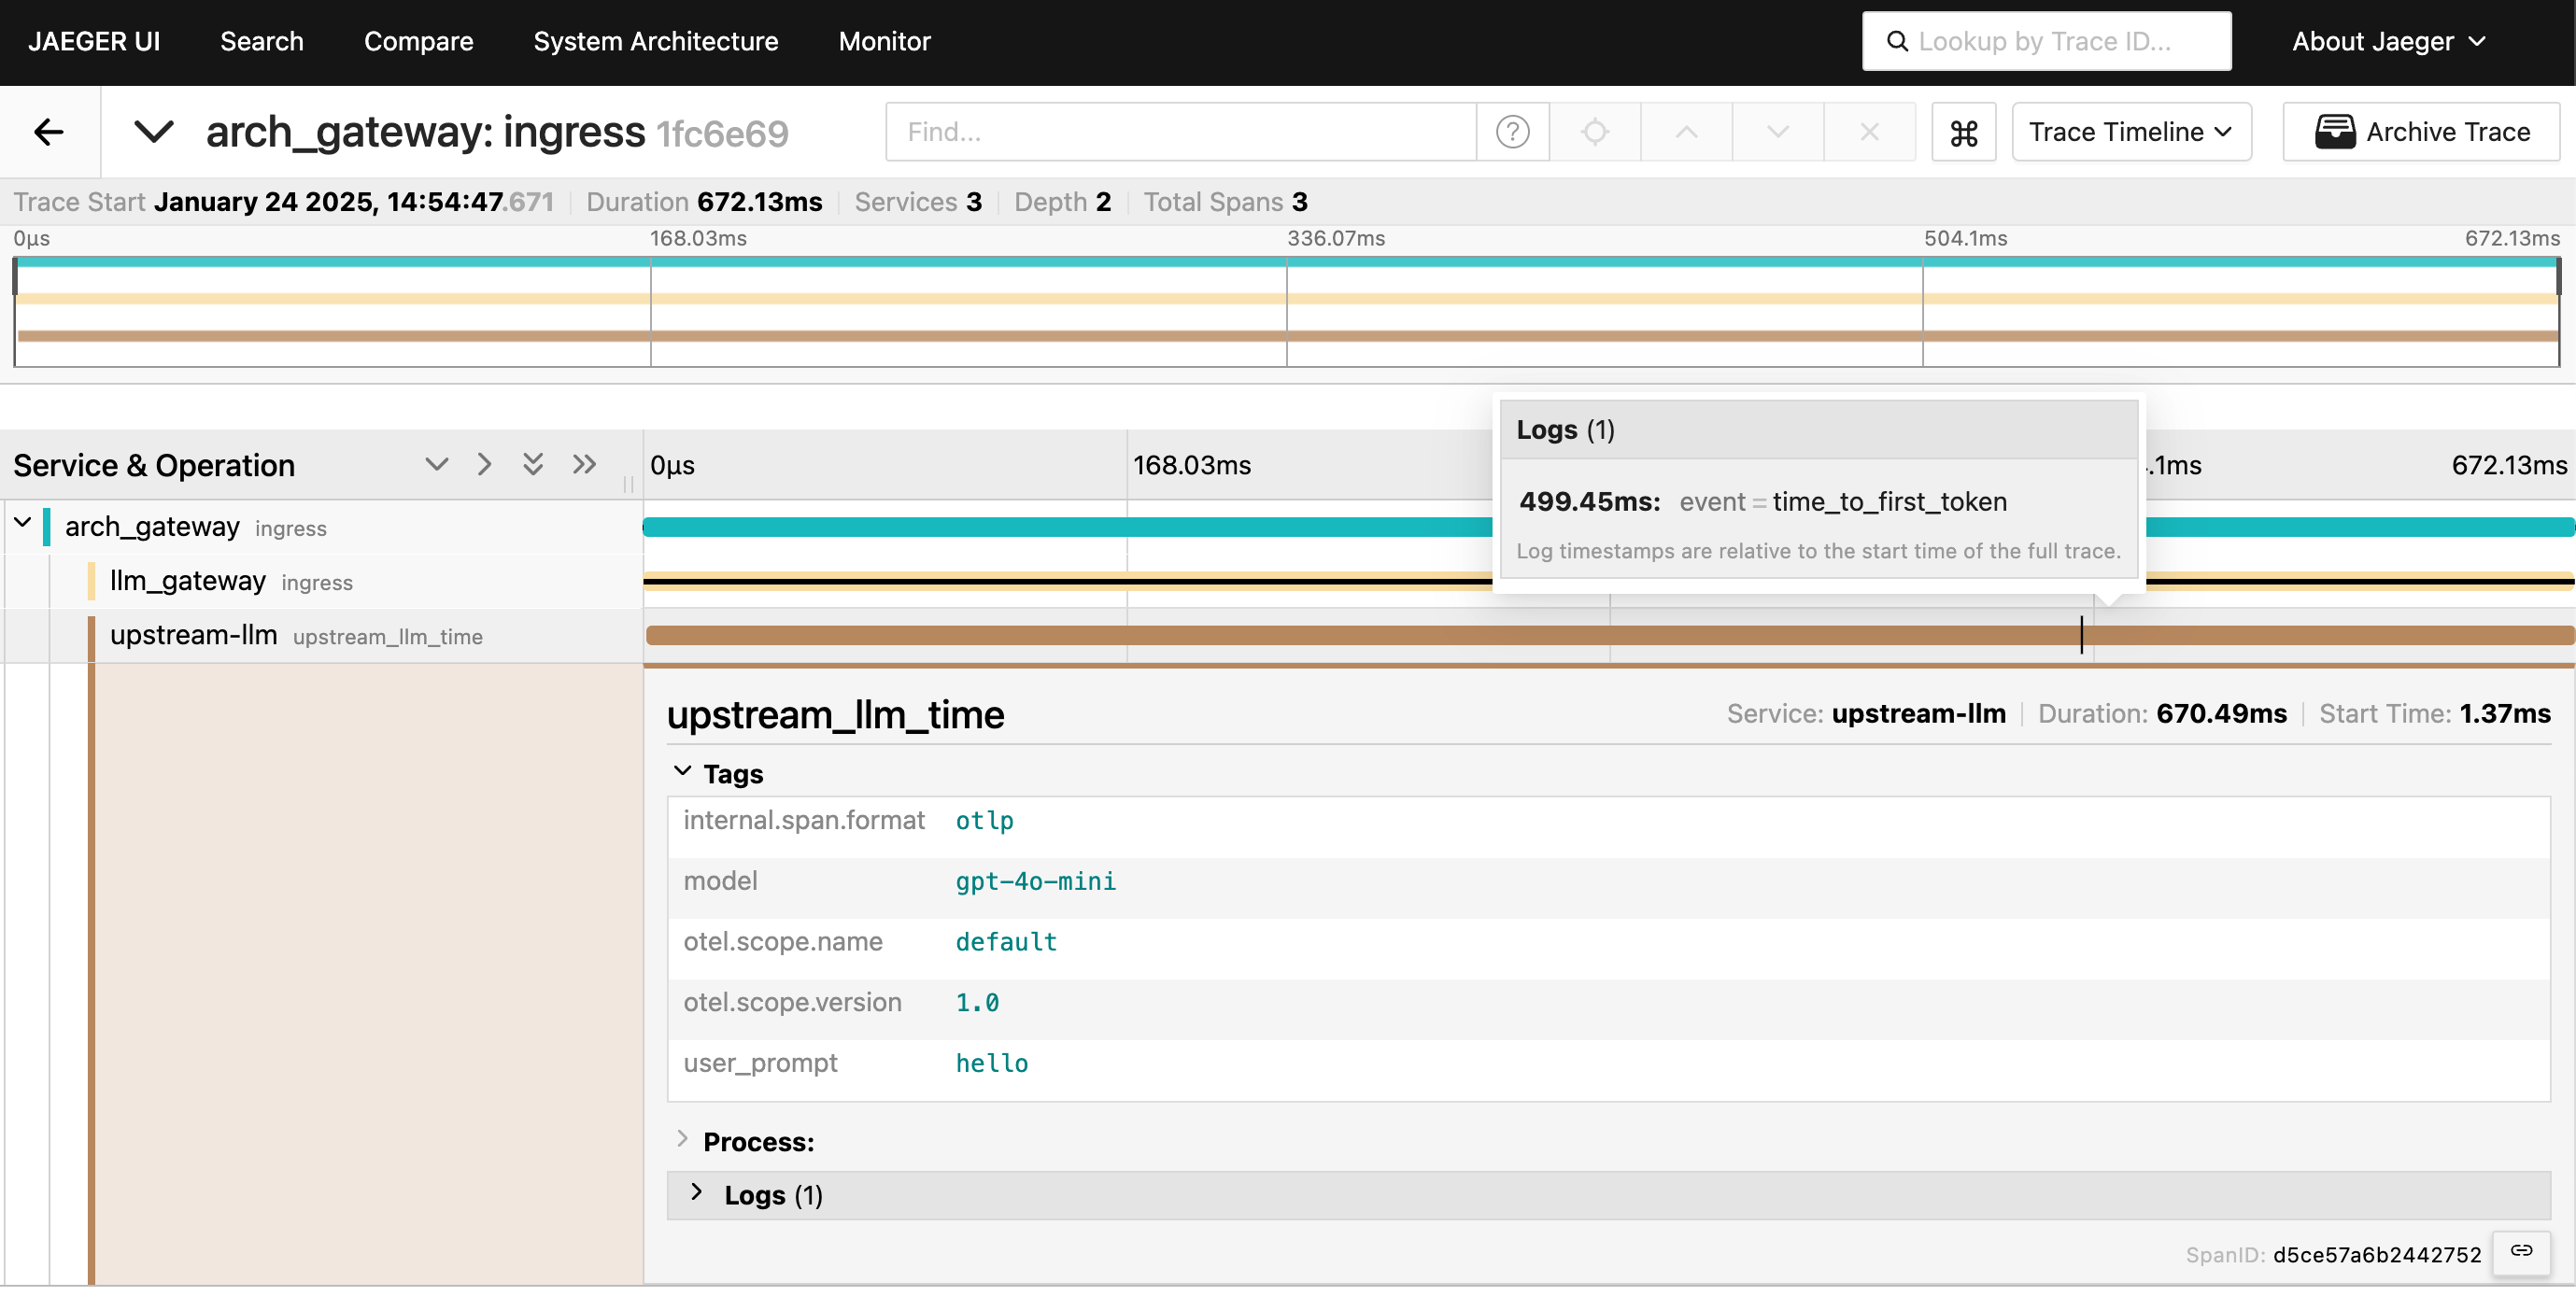 JAEGER UI Search Compare System Architecture Monitor Lookup by Trace ID... About Jaeger
arch_gateway: ingress 1fc6e69 Find... Trace Timeline Archive Trace
Trace Start January 24 2025, 14:54:47.671 Duration 672.13ms Services 3 Depth 2 Total Spans 3
0μs 168.03ms 336.07ms 504.1ms 672.13ms
Logs (1)
Service & Operation 0μs 168.03ms .1ms 672.13ms
499.45ms: event = time_to_first_token
arch_gateway ingress
Log timestamps are relative to the start time of the full trace.
llm_gateway ingress
upstream-llm upstream_llm_time
upstream_llm_time Service: upstream-llm Duration: 670.49ms Start Time: 1.37ms
Tags
internal.span.format otlp
model gpt-4o-mini
otel.scope.name default
otel.scope.version 1.0
user_prompt hello
Process:
Logs (1)
SpanID: d5ce57a6b2442752